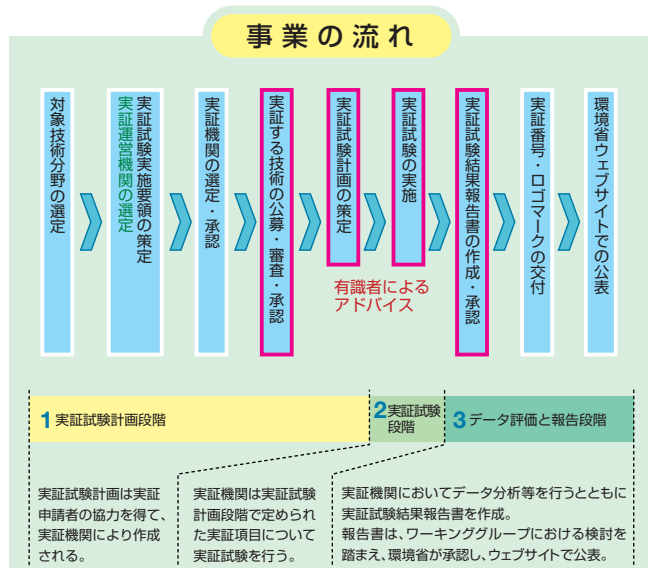 事業の流れ
対象技術分野の選定
実証試験実施要領の策定
実証運営機関の選定
実証機関の選定・承認
実証する技術の公募・審査・承認
実証試験計画の策定
実証試験の実施
実証試験結果報告書の作成・承認
実証番号・ロゴマークの交付
環境省ウェブサイトでの公表
有識者による
アドバイス
1 実証試験計画段階
2 実証試験
段階
3 データ評価と報告段階
実証試験計画は実証
申請者の協力を得て、
実証機関により作成
される。
実証機関は実証試験
計画段階で定められ
た実証項目について
実証試験を行う。
実証機関においてデータ分析等を行うとともに
実証試験結果報告書を作成。
報告書は、ワーキンググループにおける検討を
踏まえ、環境省が承認し、ウェブサイトで公表。